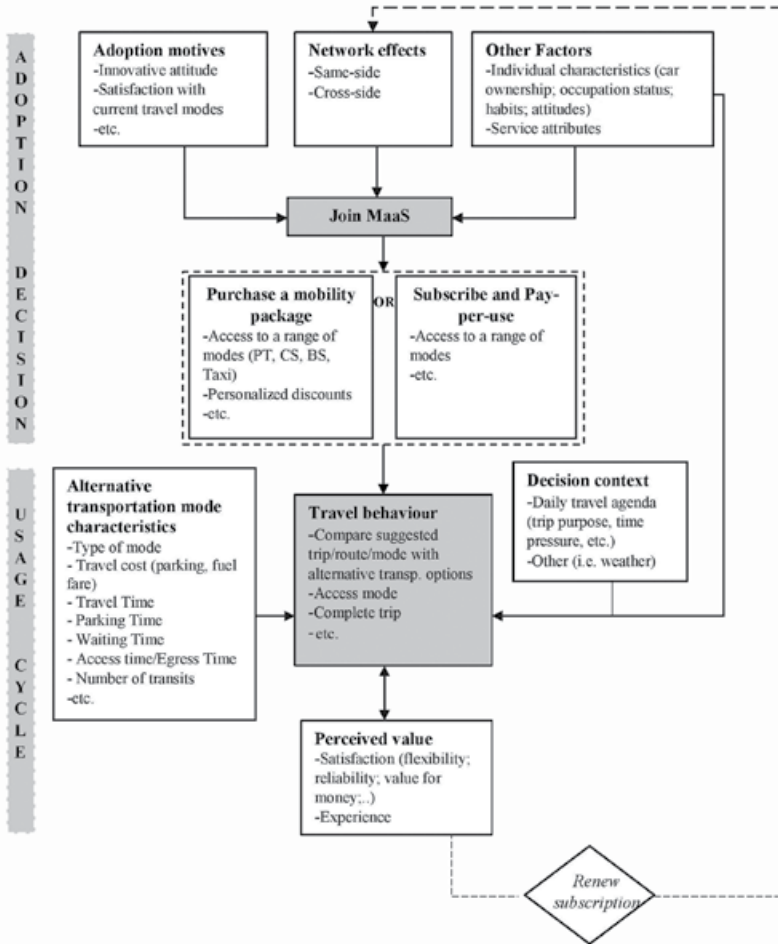 ADOPTION DECISION
Adoption motives
-Innovative attitude
-Satisfaction with
current travel modes
-etc.
Network effects
-Same-side
-Cross-side
Other Factors
-Individual characteristics (car
ownership; occupation status;
habits; attitudes)
-Service attributes
Join MaaS
Purchase a mobility
package
-Access to a range of
modes (PT, CS, BS,
Taxi)
-Personalized discounts
-etc.
OR
Subscribe and Pay-
per-use
-Access to a range of
modes
-etc.
USAGE CYCLE
Alternative
transportation mode
characteristics
-Type of mode
- Travel cost (parking, fuel
fare)
- Travel Time
- Parking Time
- Waiting Time
- Access time/Egress Time
- Number of transits
-etc.
Travel behaviour
-Compare suggested
trip/route/mode with
alternative transp. options
-Access mode
-Complete trip
- etc.
Decision context
-Daily travel agenda
(trip purpose, time
pressure, etc.)
-Other (i.e. weather)
Perceived value
-Satisfaction (flexibility;
reliability; value for
money;..)
-Experience
Renew
subscription